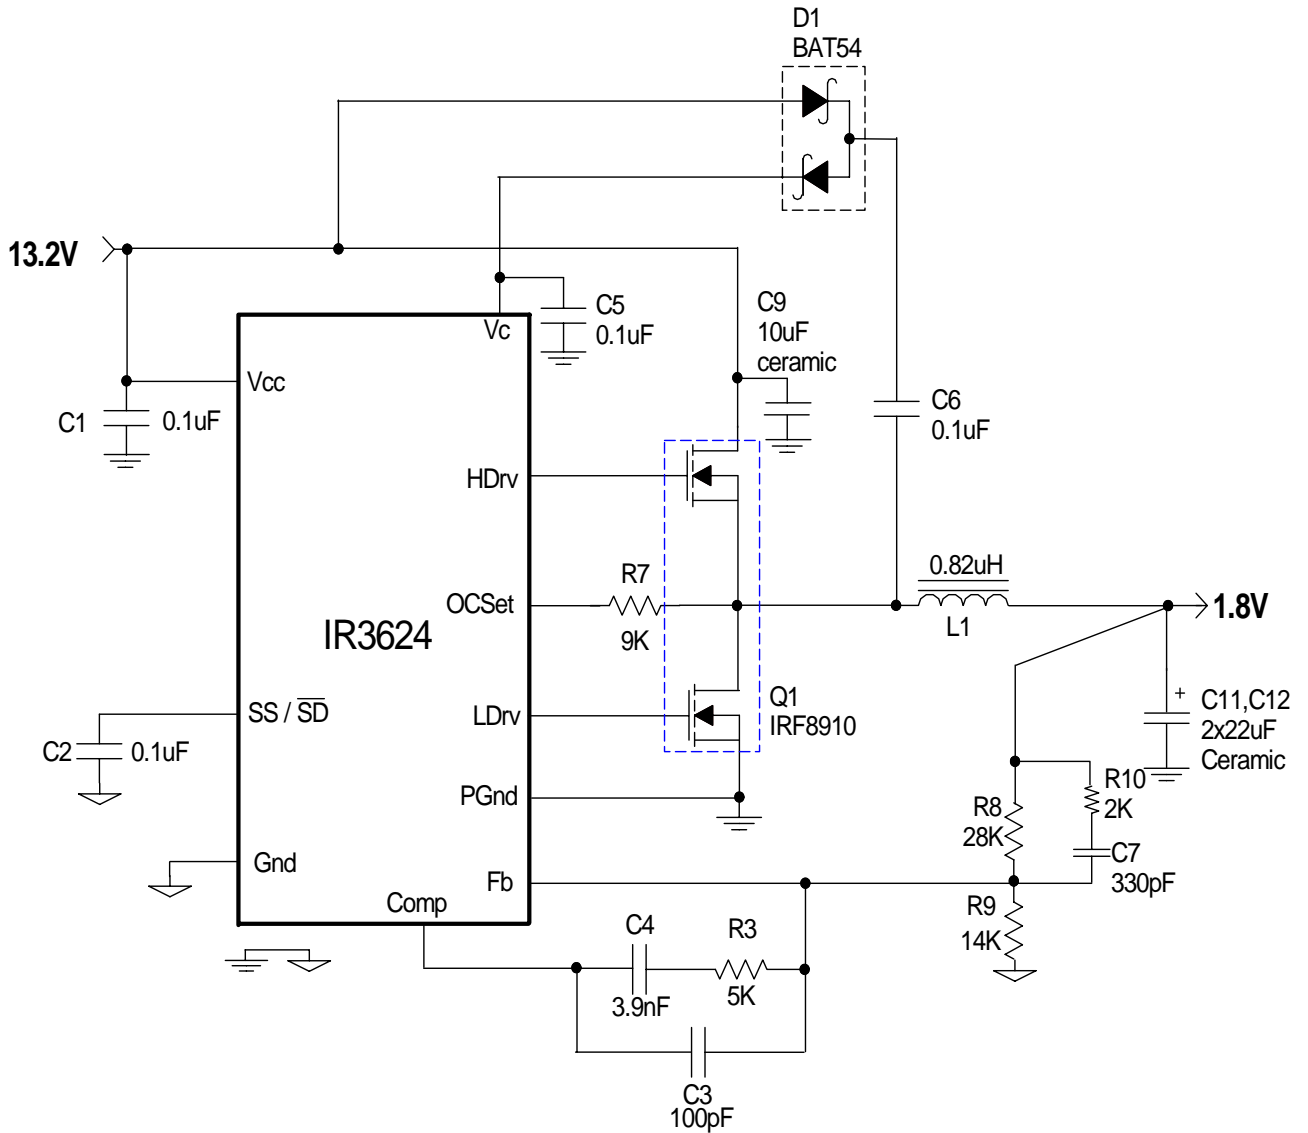 D1
BAT54
13.2V
C5
0.1uF
C9
10uF
ceramic
Vc
Vcc
C1
0.1uF
C6
0.1uF
HDrv
0.82uH
R7
OCSet
9K
1.8V
L1
IR3624
Q1
IRF8910
C11,C12
2x22uF
Ceramic
SS / SD
LDrv
C2
0.1uF
R10
2K
PGnd
R8
28K
C7
330pF
Gnd
Fb
Comp
R9
14K
C4
R3
3.9nF
5K
C3
100pF
+